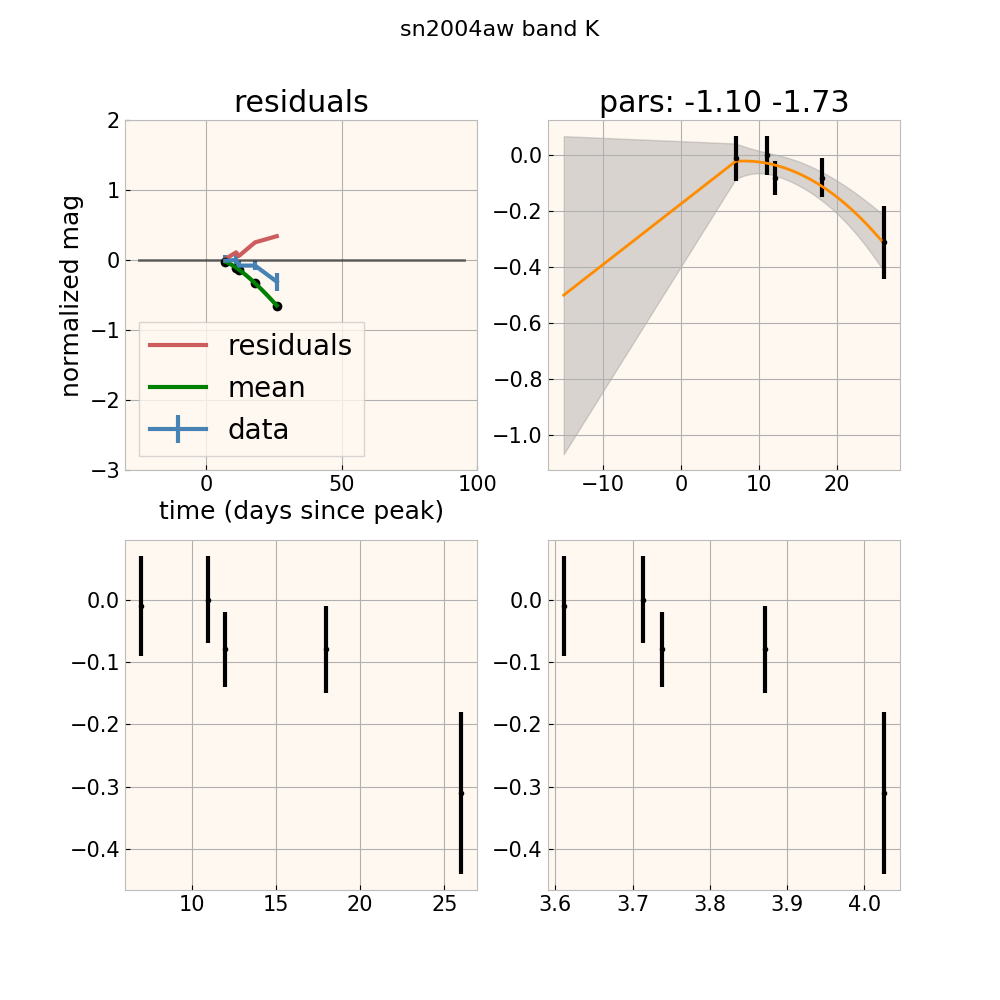 sn2004aw band K
residuals
pars: -1.10 -1.73
normalized mag
2
1
0
−1
−2
−3
residuals
mean
data
0 50 100
time (days since peak)
0.0
−0.2
−0.4
−0.6
−0.8
−1.0
−10 0 10 20
0.0
−0.1
−0.2
−0.3
−0.4
10 15 20 25
0.0
−0.1
−0.2
−0.3
−0.4
3.6 3.7 3.8 3.9 4.0